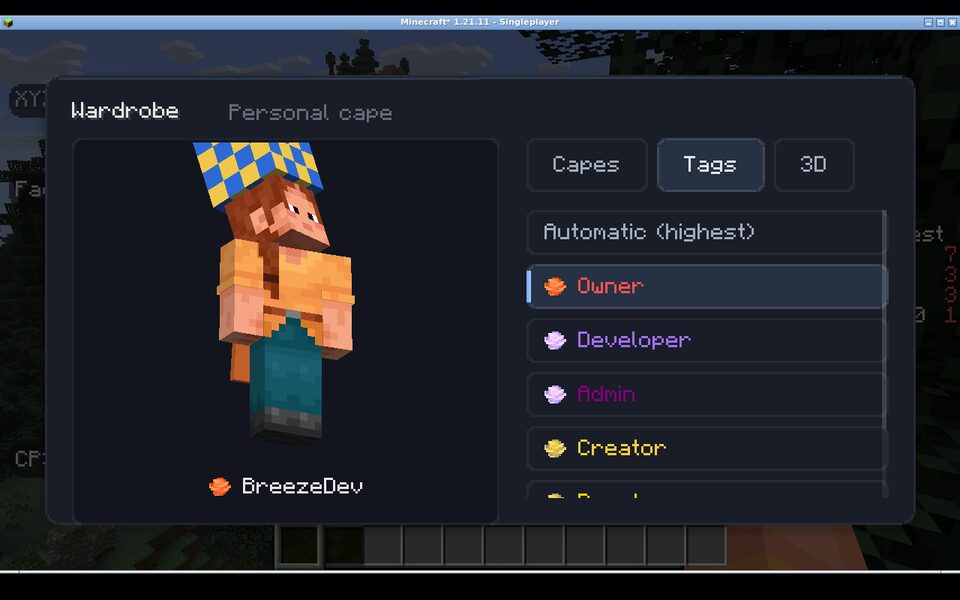 Minecraft* 1.21.11 - Singleplayer
Wardrobe
Personal cape
Capes
Tags
3D
Automatic (highest)
Owner
Developer
Admin
Creator
BreezeDev